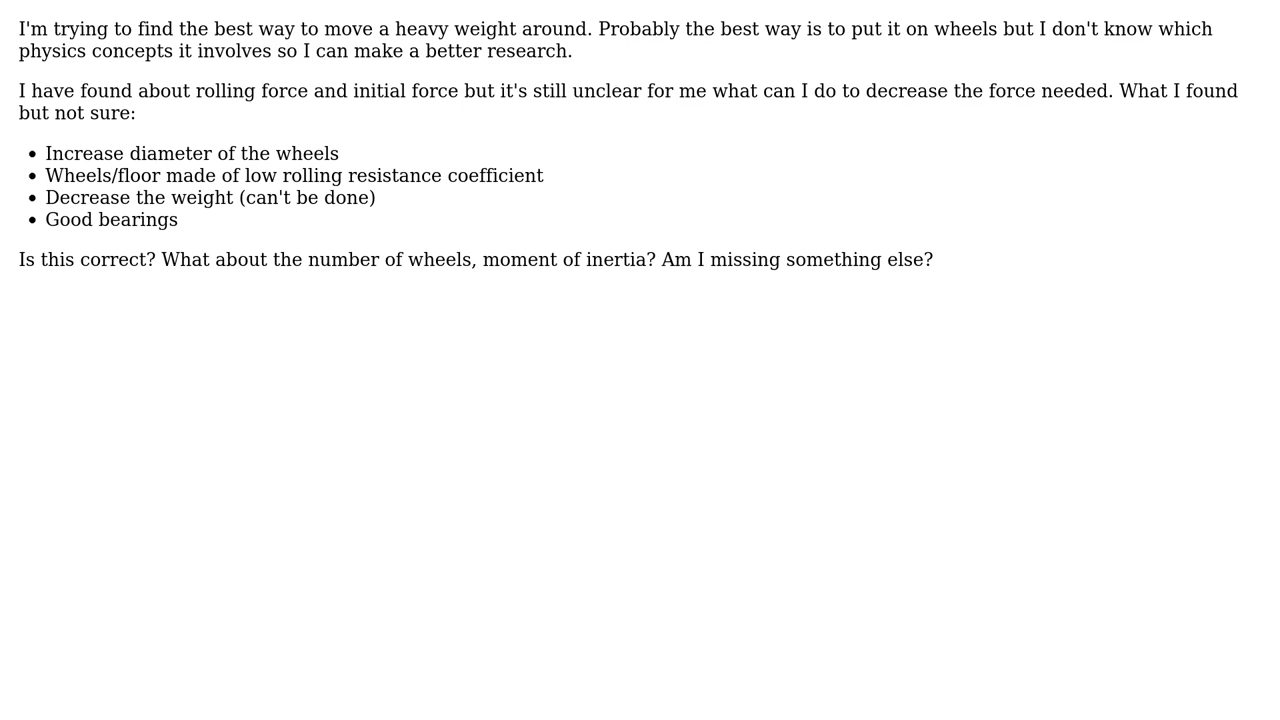 I'm trying to find the best way to move a heavy weight around. Probably the best way is to put it on wheels but I don't know which
physics concepts it involves so I can make a better research.
I have found about rolling force and initial force but it's still unclear for me what can I do to decrease the force needed. What I found
but not sure:
• Increase diameter of the wheels
• Wheels/floor made of low rolling resistance coefficient
• Decrease the weight (can't be done)
• Good bearings
Is this correct? What about the number of wheels, moment of inertia? Am I missing something else?